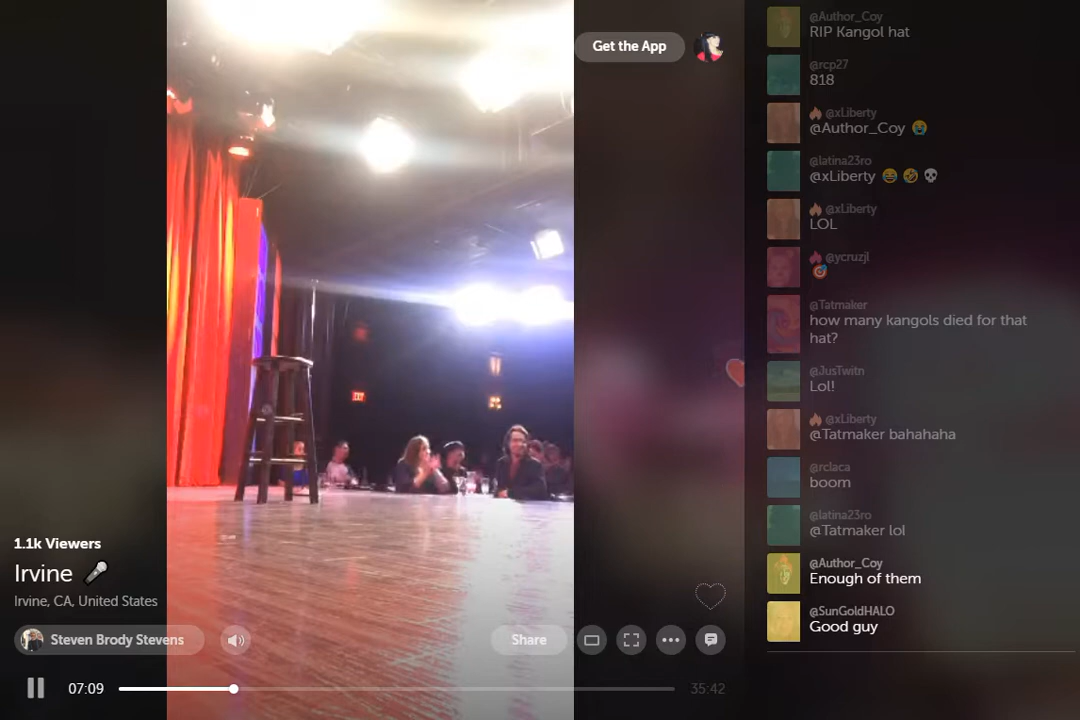 Get the App
@Author_Coy
RIP Kangol hat
@rcp27
818
@xLiberty
@Author_Coy 😭
@latina23ro
@xLiberty 😂 🤣 💀
@xLiberty
LOL
@ycruzjl
🎯
@Tatmaker
how many kangols died for that
hat?
@JusTwitn
Lol!
@xLiberty
@Tatmaker bahahaha
@rclaca
boom
@latina23ro
@Tatmaker lol
@Author_Coy
Enough of them
@SunGoldHALO
Good guy
EXIT
1.1k Viewers
Irvine 🎤
Irvine, CA, United States
Steven Brody Stevens
Share
07:09
35:42